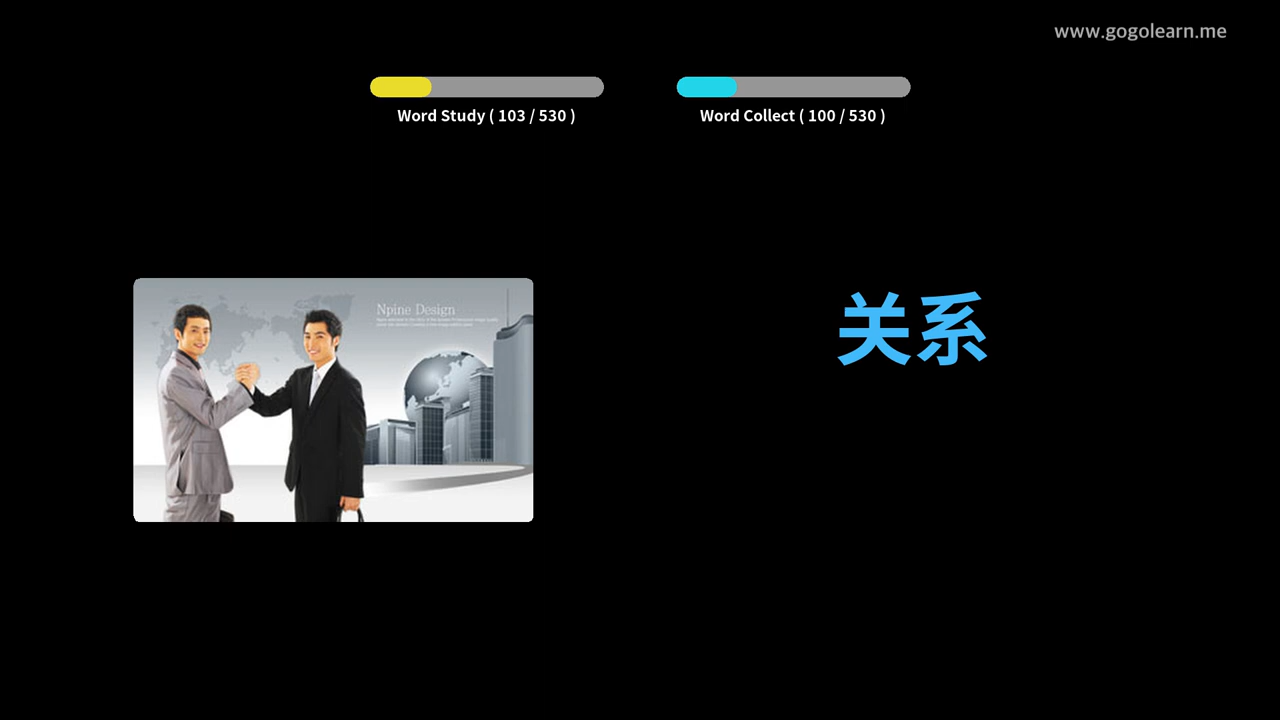 www.gogolearn.me
Word Study ( 103 / 530 )
Word Collect ( 100 / 530 )
Npine Design
关系